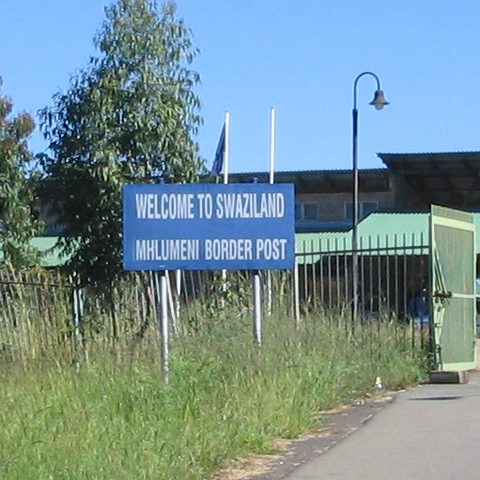 WELCOME TO SWAZILAND
MHLUMENI BORDER POST